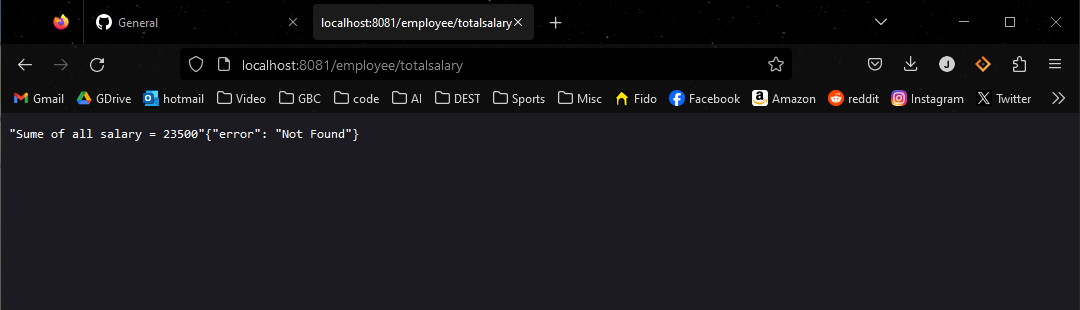 General
localhost:8081/employee/totalsalary
localhost:8081/employee/totalsalary
J
Gmail GDrive hotmail Video GBC code AI DEST Sports Misc Fido Facebook Amazon reddit Instagram Twitter
"Sume of all salary = 23500"{"error": "Not Found"}